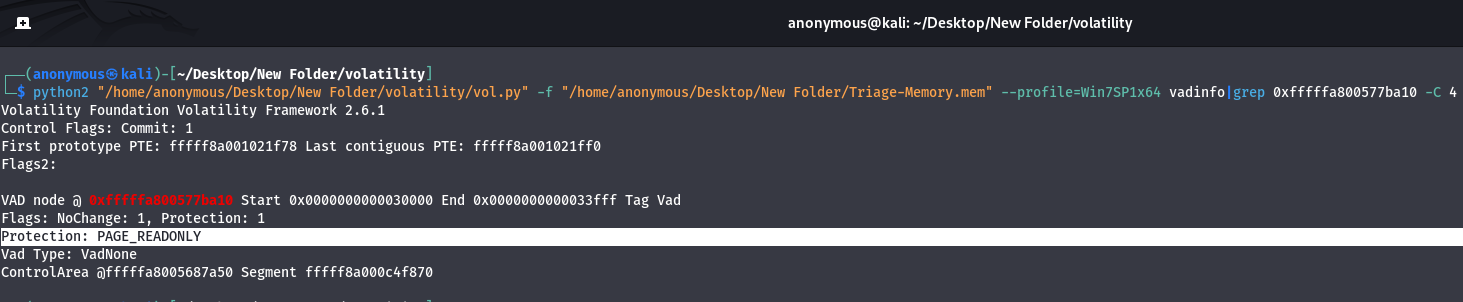 anonymous@kali: ~/Desktop/New Folder/volatility
┌──(anonymous㉿kali)-[~/Desktop/New Folder/volatility]
└─$ python2 "/home/anonymous/Desktop/New Folder/volatility/vol.py" -f "/home/anonymous/Desktop/New Folder/Triage-Memory.mem" --profile=Win7SP1x64 vadinfo|grep 0xfffffa800577ba10 -C 4
Volatility Foundation Volatility Framework 2.6.1
Control Flags: Commit: 1
First prototype PTE: fffff8a001021f78 Last contiguous PTE: fffff8a001021ff0
Flags2:
VAD node @ 0xfffffa800577ba10 Start 0x0000000000030000 End 0x0000000000033fff Tag Vad
Flags: NoChange: 1, Protection: 1
Protection: PAGE_READONLY
Vad Type: VadNone
ControlArea @fffffa8005687a50 Segment fffff8a000c4f870